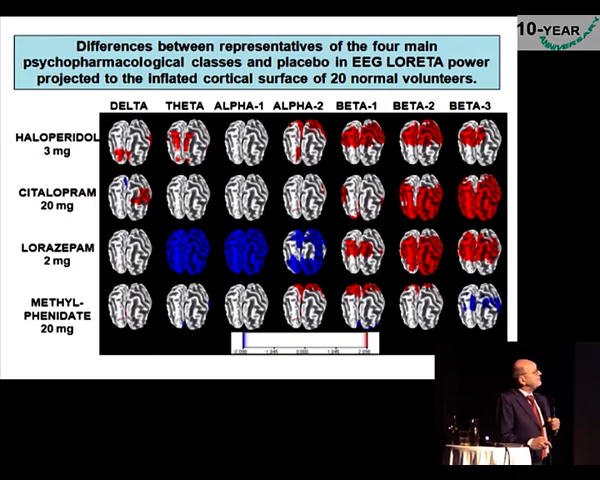 10-YEAR
ANNIVERSARY
Differences between representatives of the four main
psychopharmacological classes and placebo in EEG LORETA power
projected to the inflated cortical surface of 20 normal volunteers.
DELTA THETA ALPHA-1 ALPHA-2 BETA-1 BETA-2 BETA-3
HALOPERIDOL
3 mg
CITALOPRAM
20 mg
LORAZEPAM
2 mg
METHYL-
PHENIDATE
20 mg